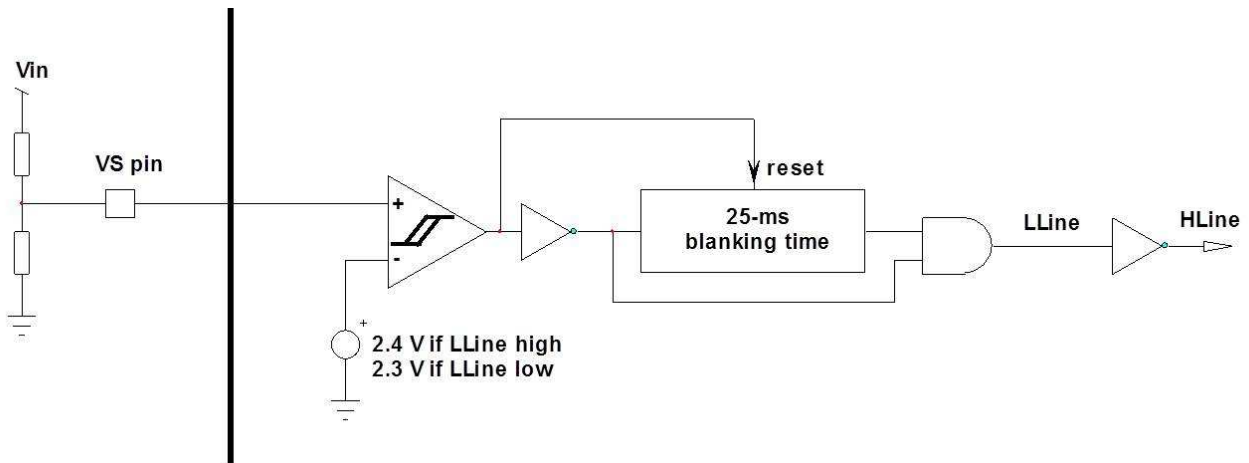 Vin
VS pin
+
-
+
2.4 V if LLine high
2.3 V if LLine low
reset
25-ms
blanking time
LLine
HLine